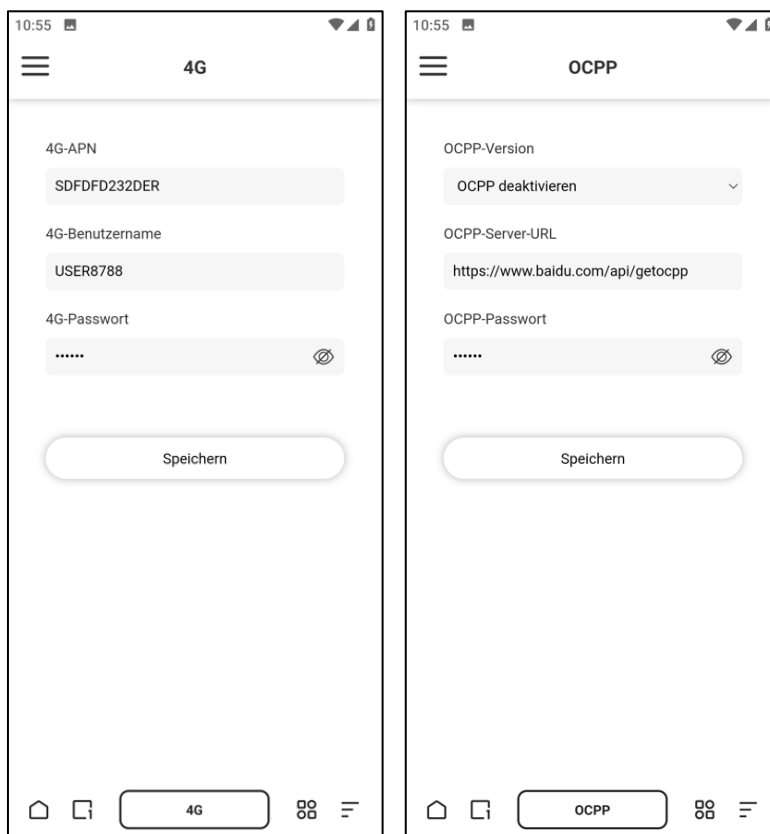 10:55
4G
4G-APN
SDFDFD232DER
4G-Benutzername
USER8788
4G-Passwort
••••••
Speichern
4G
10:55
OCPP
OCPP-Version
OCPP deaktivieren
OCPP-Server-URL
https://www.baidu.com/api/getocpp
OCPP-Passwort
••••••
Speichern
OCPP